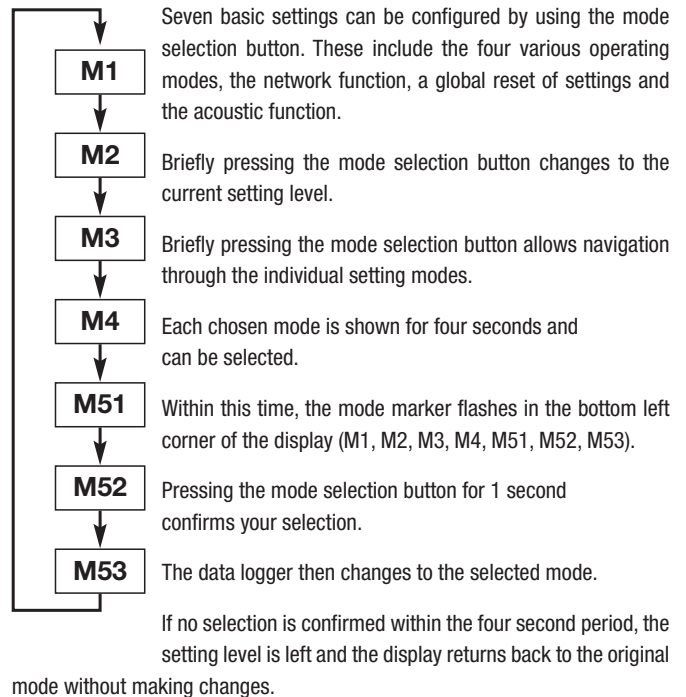 Seven basic settings can be configured by using the mode
selection button. These include the four various operating
M1
modes, the network function, a global reset of settings and
the acoustic function.
M2
Briefly pressing the mode selection button changes to the
current setting level.
M3
Briefly pressing the mode selection button allows navigation
through the individual setting modes.
M4
Each chosen mode is shown for four seconds and
can be selected.
M51
Within this time, the mode marker flashes in the bottom left
corner of the display (M1, M2, M3, M4, M51, M52, M53).
M52
Pressing the mode selection button for 1 second
confirms your selection.
M53
The data logger then changes to the selected mode.
If no selection is confirmed within the four second period, the
setting level is left and the display returns back to the original
mode without making changes.